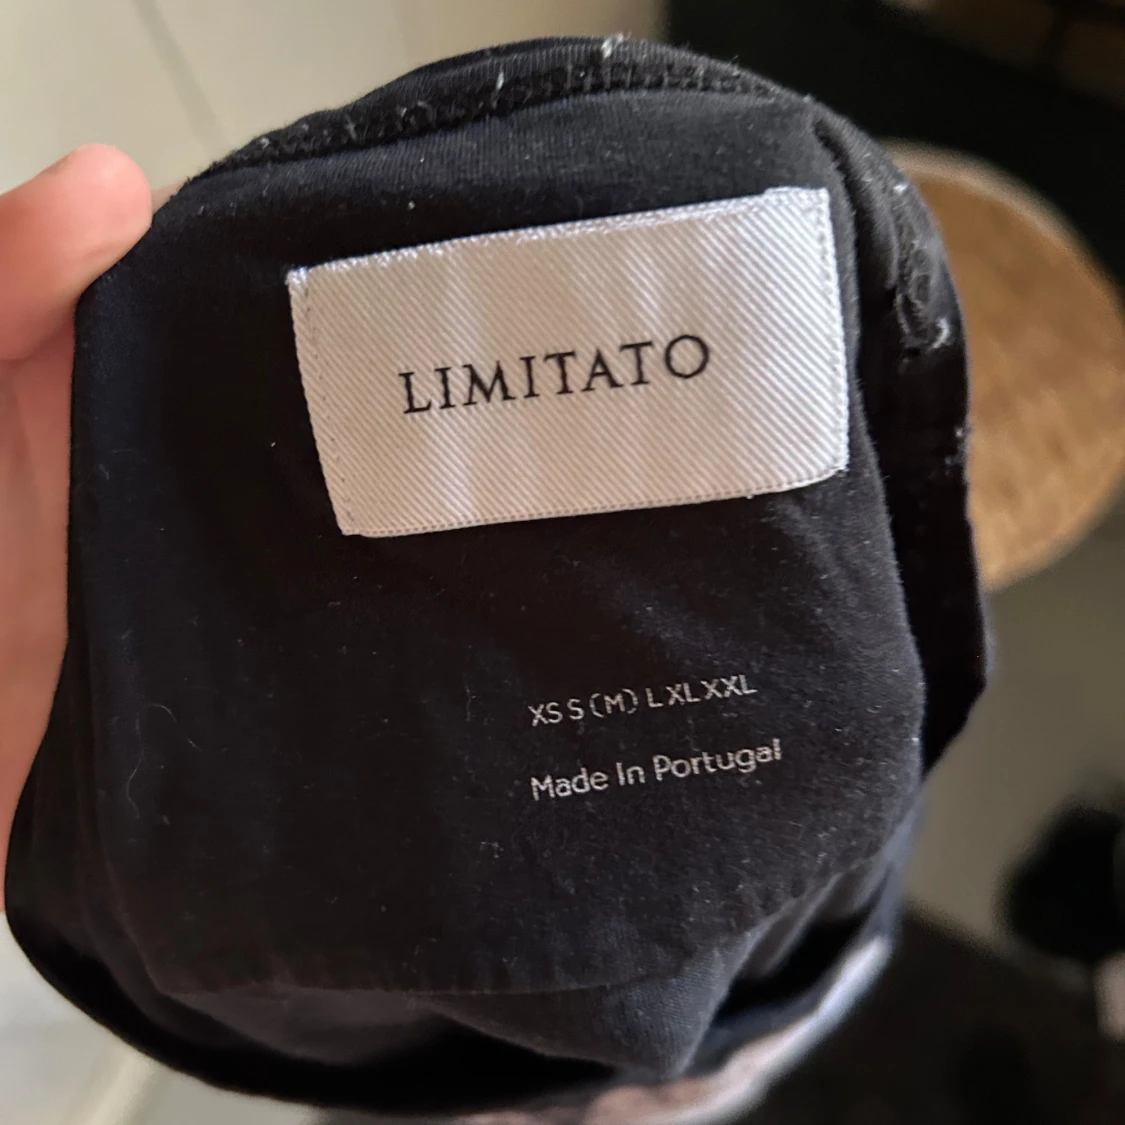 LIMITATO
XS S (M) L XL XXL
Made In Portugal